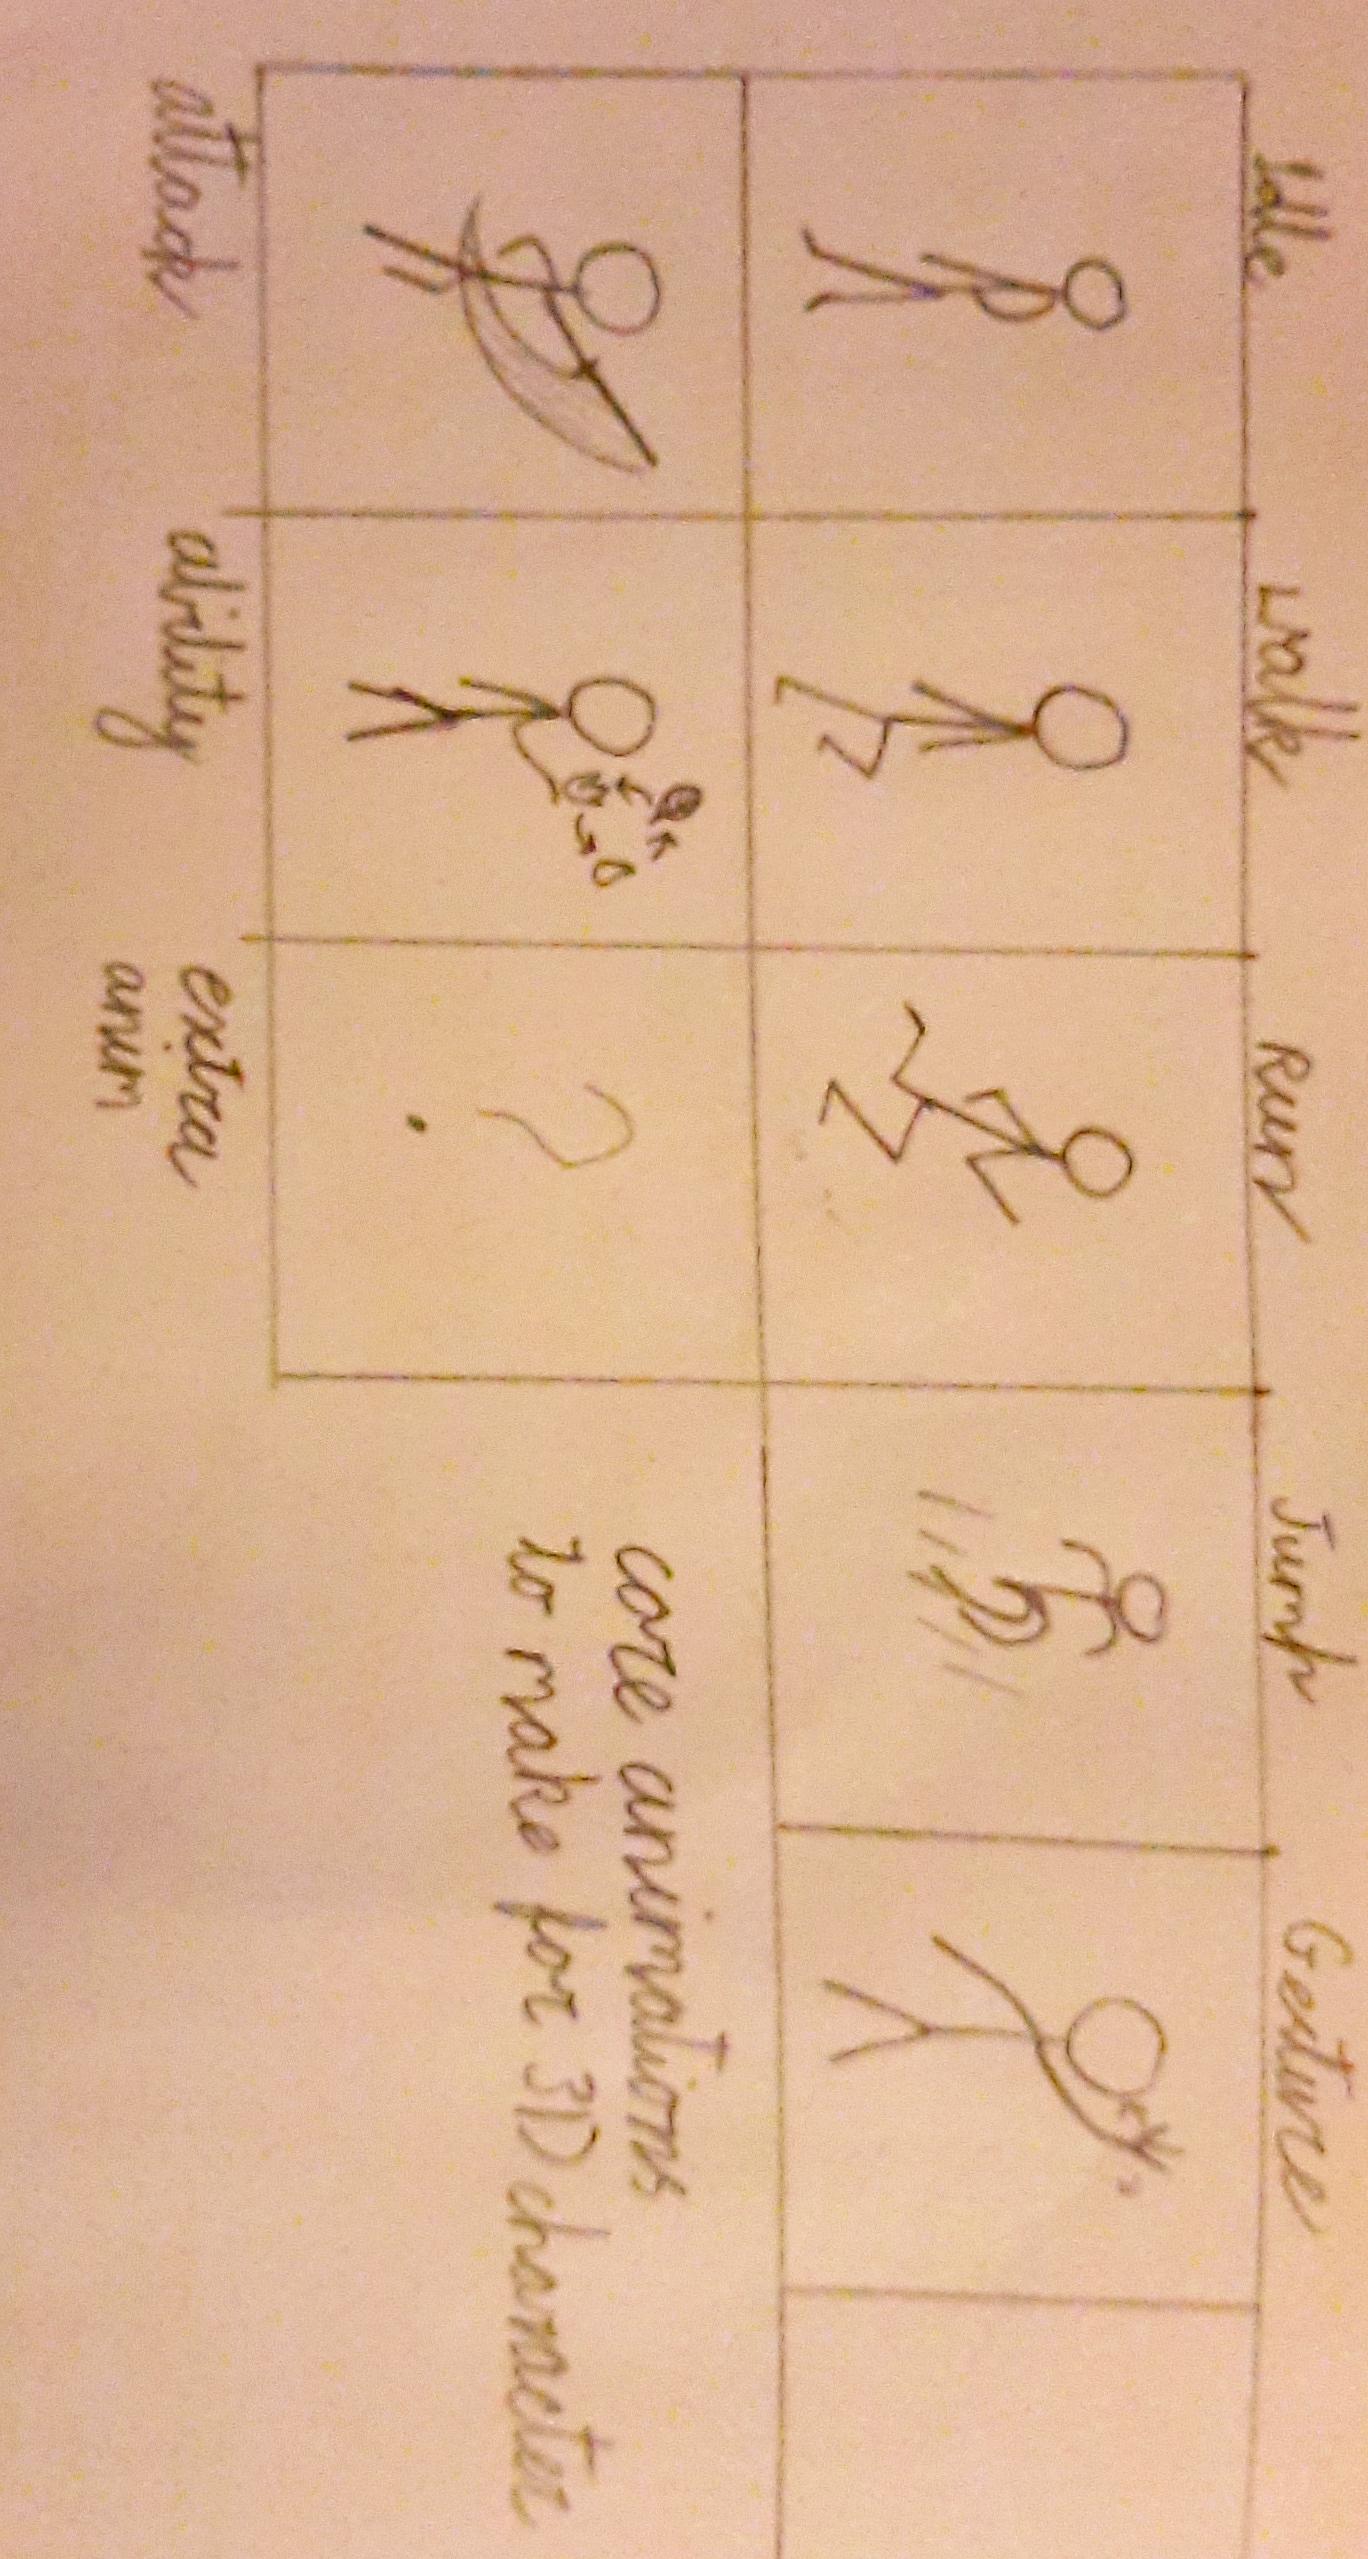 Idle
Walk
Run
Jump
Gesture
attack
ability
extra
anim
?
core animations
to make for 3D character